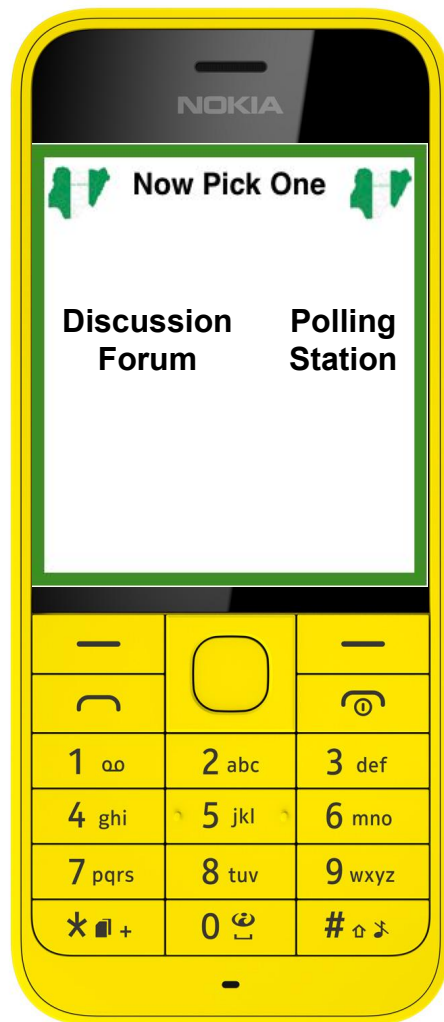 NOKIA
Now Pick One
Discussion Polling
Forum Station
1
2 abc
3 def
4 ghi
5 jkl
6 mno
7 pqrs
8 tuv
9 wxyz
* +
0
#